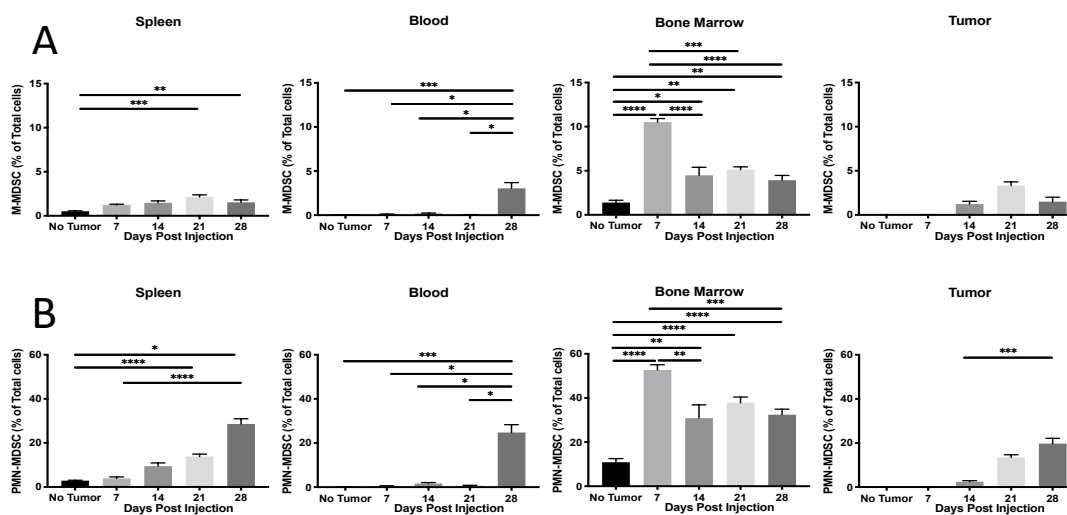 A
Spleen
Blood
Bone Marrow
Tumor
M-MDSC (% of Total cells)
15
10
5
0
**
***
No Tumor 7 14 21 28
Days Post Injection
M-MDSC (% of Total cells)
15
10
5
0
***
*
*
*
No Tumor 7 14 21 28
Days Post Injection
M-MDSC (% of Total cells)
15
10
5
0
***
****
**
**
*
**** ****
No Tumor 7 14 21 28
Days Post Injection
M-MDSC (% of Total cells)
15
10
5
0
No Tumor 7 14 21 28
Days Post Injection
B
Spleen
Blood
Bone Marrow
Tumor
PMN-MDSC (% of Total cells)
60
40
20
0
*
****
****
No Tumor 7 14 21 28
Days Post Injection
PMN-MDSC (% of Total cells)
60
40
20
0
***
*
*
*
No Tumor 7 14 21 28
Days Post Injection
PMN-MDSC (% of Total cells)
60
40
20
0
***
****
****
**
**** **
No Tumor 7 14 21 28
Days Post Injection
PMN-MDSC (% of Total cells)
60
40
20
0
***
No Tumor 7 14 21 28
Days Post Injection